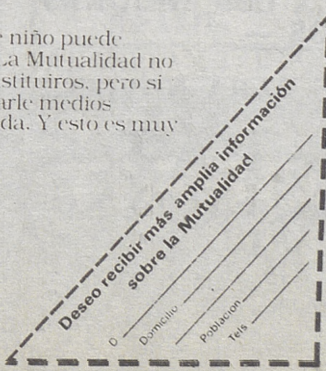 niño puede
La Mutualidad no
stituiros, pero si
arle medios
da. Y esto es muy
Deseo recibir más amplia información
sobre la Mutualidad
D
Domicilio
Población
Tels